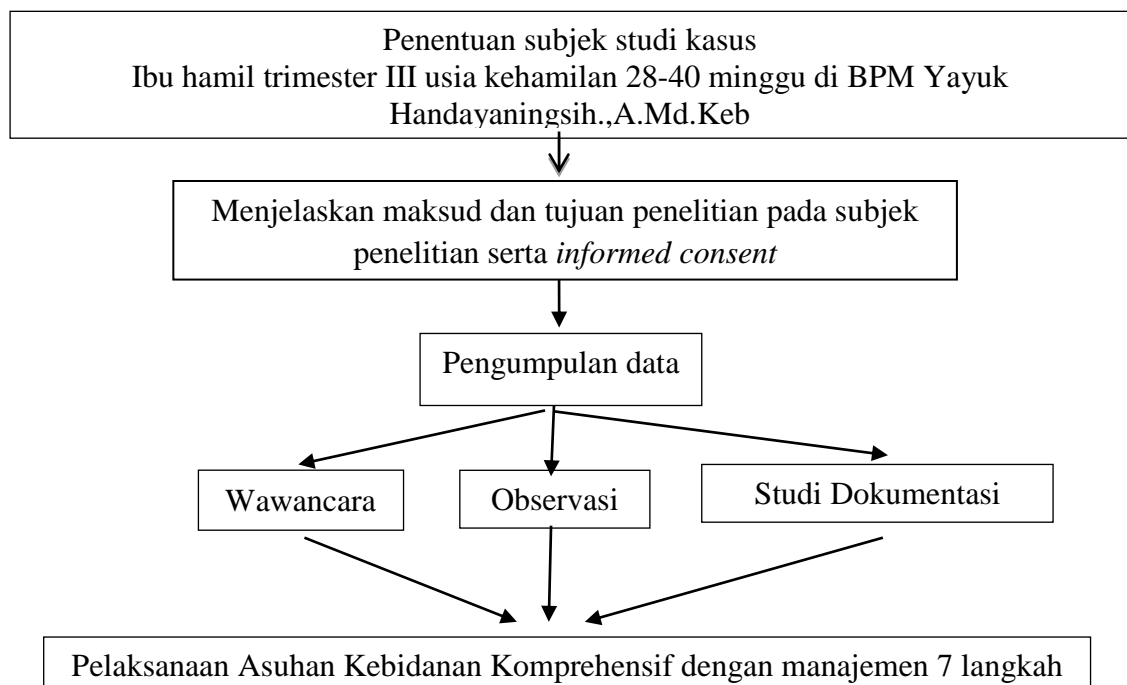 Penentuan subjek studi kasus
Ibu hamil trimester III usia kehamilan 28-40 minggu di BPM Yayuk
Handayaningsih.,A.Md.Keb
Menjelaskan maksud dan tujuan penelitian pada subjek
penelitian serta informed consent
Pengumpulan data
Wawancara
Observasi
Studi Dokumentasi
Pelaksanaan Asuhan Kebidanan Komprehensif dengan manajemen 7 langkah